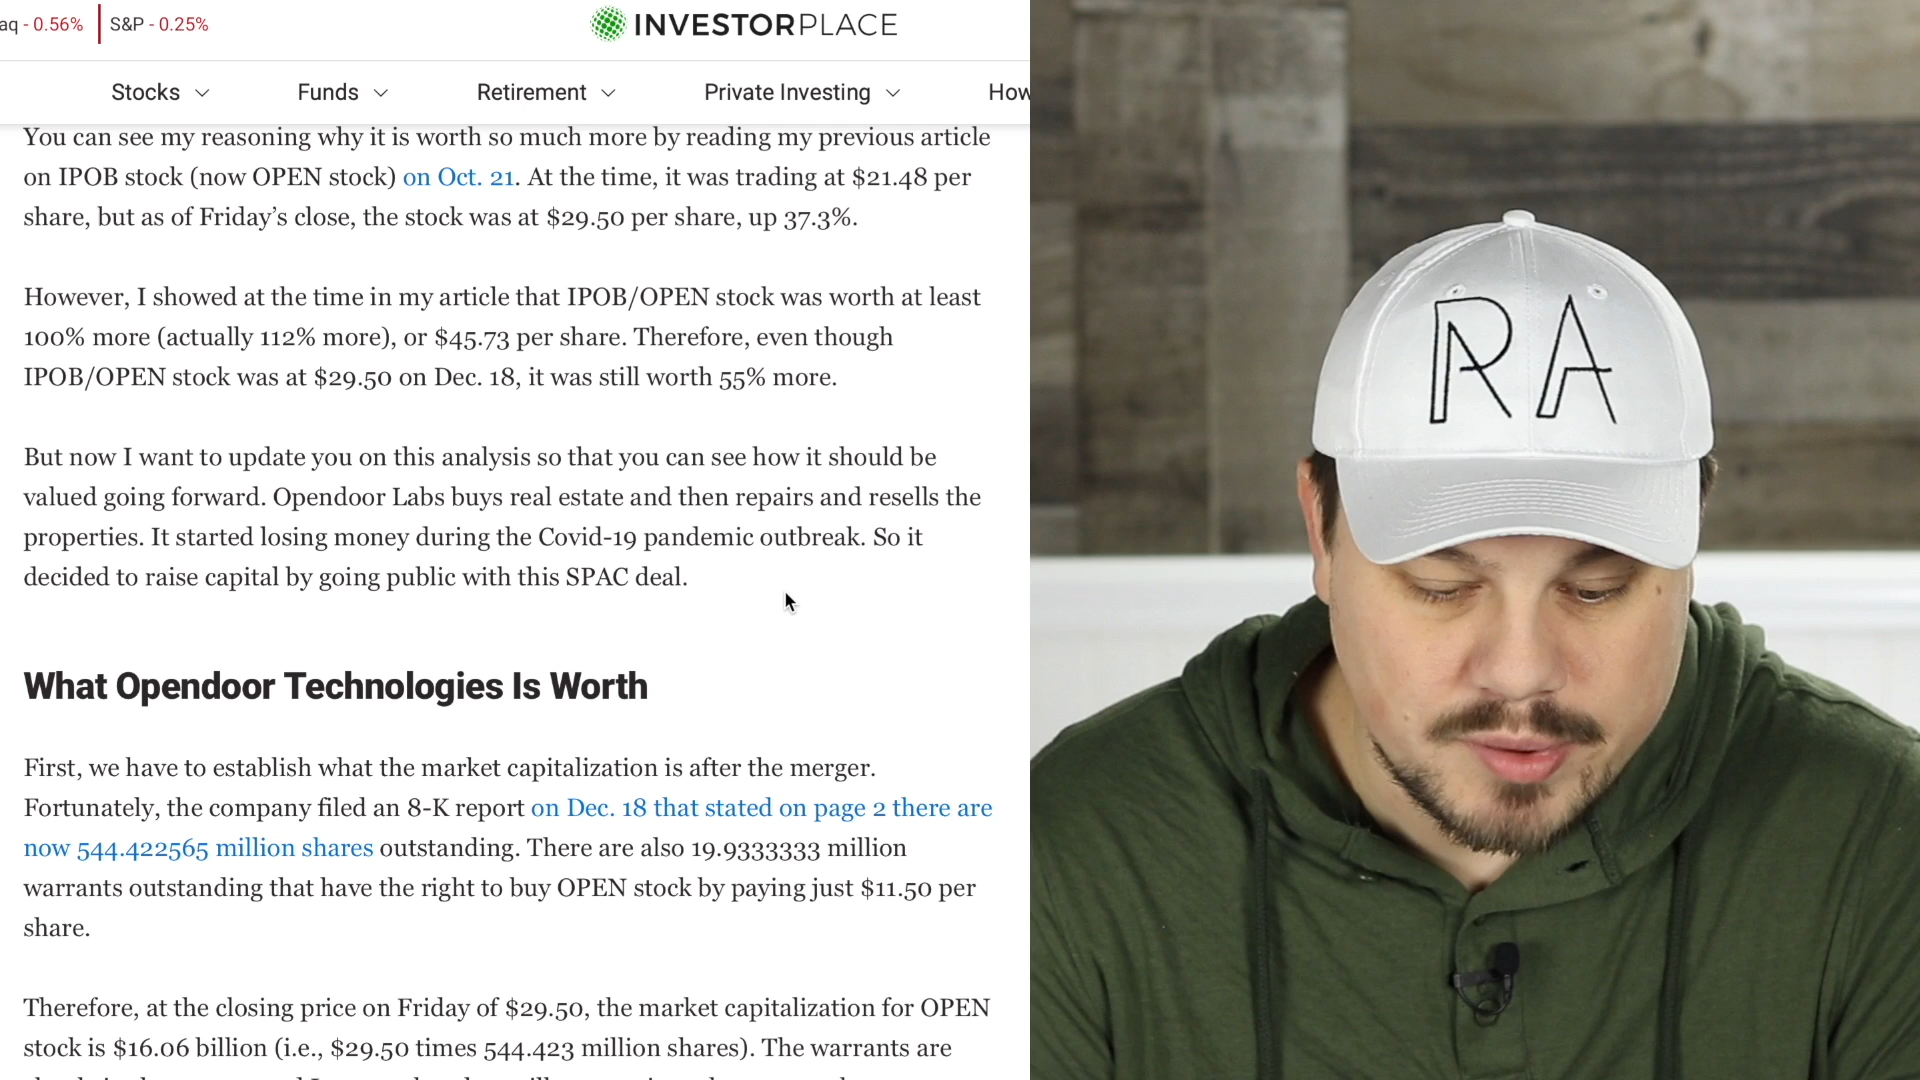 aq - 0.56% S&P - 0.25%
INVESTORPLACE
Stocks Funds Retirement Private Investing How
You can see my reasoning why it is worth so much more by reading my previous article
on IPOB stock (now OPEN stock) on Oct. 21. At the time, it was trading at $21.48 per
share, but as of Friday’s close, the stock was at $29.50 per share, up 37.3%.
However, I showed at the time in my article that IPOB/OPEN stock was worth at least
100% more (actually 112% more), or $45.73 per share. Therefore, even though
IPOB/OPEN stock was at $29.50 on Dec. 18, it was still worth 55% more.
But now I want to update you on this analysis so that you can see how it should be
valued going forward. Opendoor Labs buys real estate and then repairs and resells the
properties. It started losing money during the Covid-19 pandemic outbreak. So it
decided to raise capital by going public with this SPAC deal.
What Opendoor Technologies Is Worth
First, we have to establish what the market capitalization is after the merger.
Fortunately, the company filed an 8-K report on Dec. 18 that stated on page 2 there are
now 544.422565 million shares outstanding. There are also 19.9333333 million
warrants outstanding that have the right to buy OPEN stock by paying just $11.50 per
share.
Therefore, at the closing price on Friday of $29.50, the market capitalization for OPEN
stock is $16.06 billion (i.e., $29.50 times 544.423 million shares). The warrants are
RA